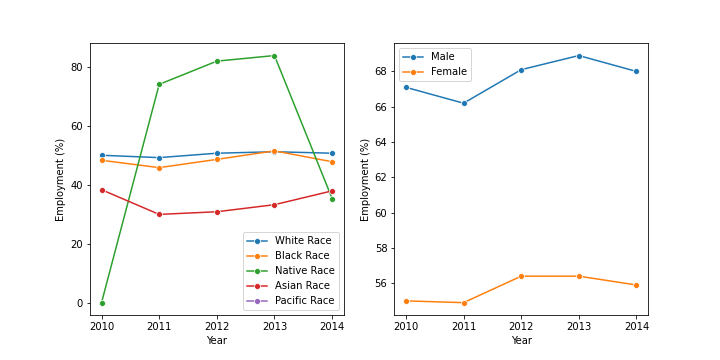 80
60
40
20
0
Employment (%)
2010 2011 2012 2013 2014
Year
White Race
Black Race
Native Race
Asian Race
Pacific Race
68
66
64
62
60
58
56
Employment (%)
2010 2011 2012 2013 2014
Year
Male
Female